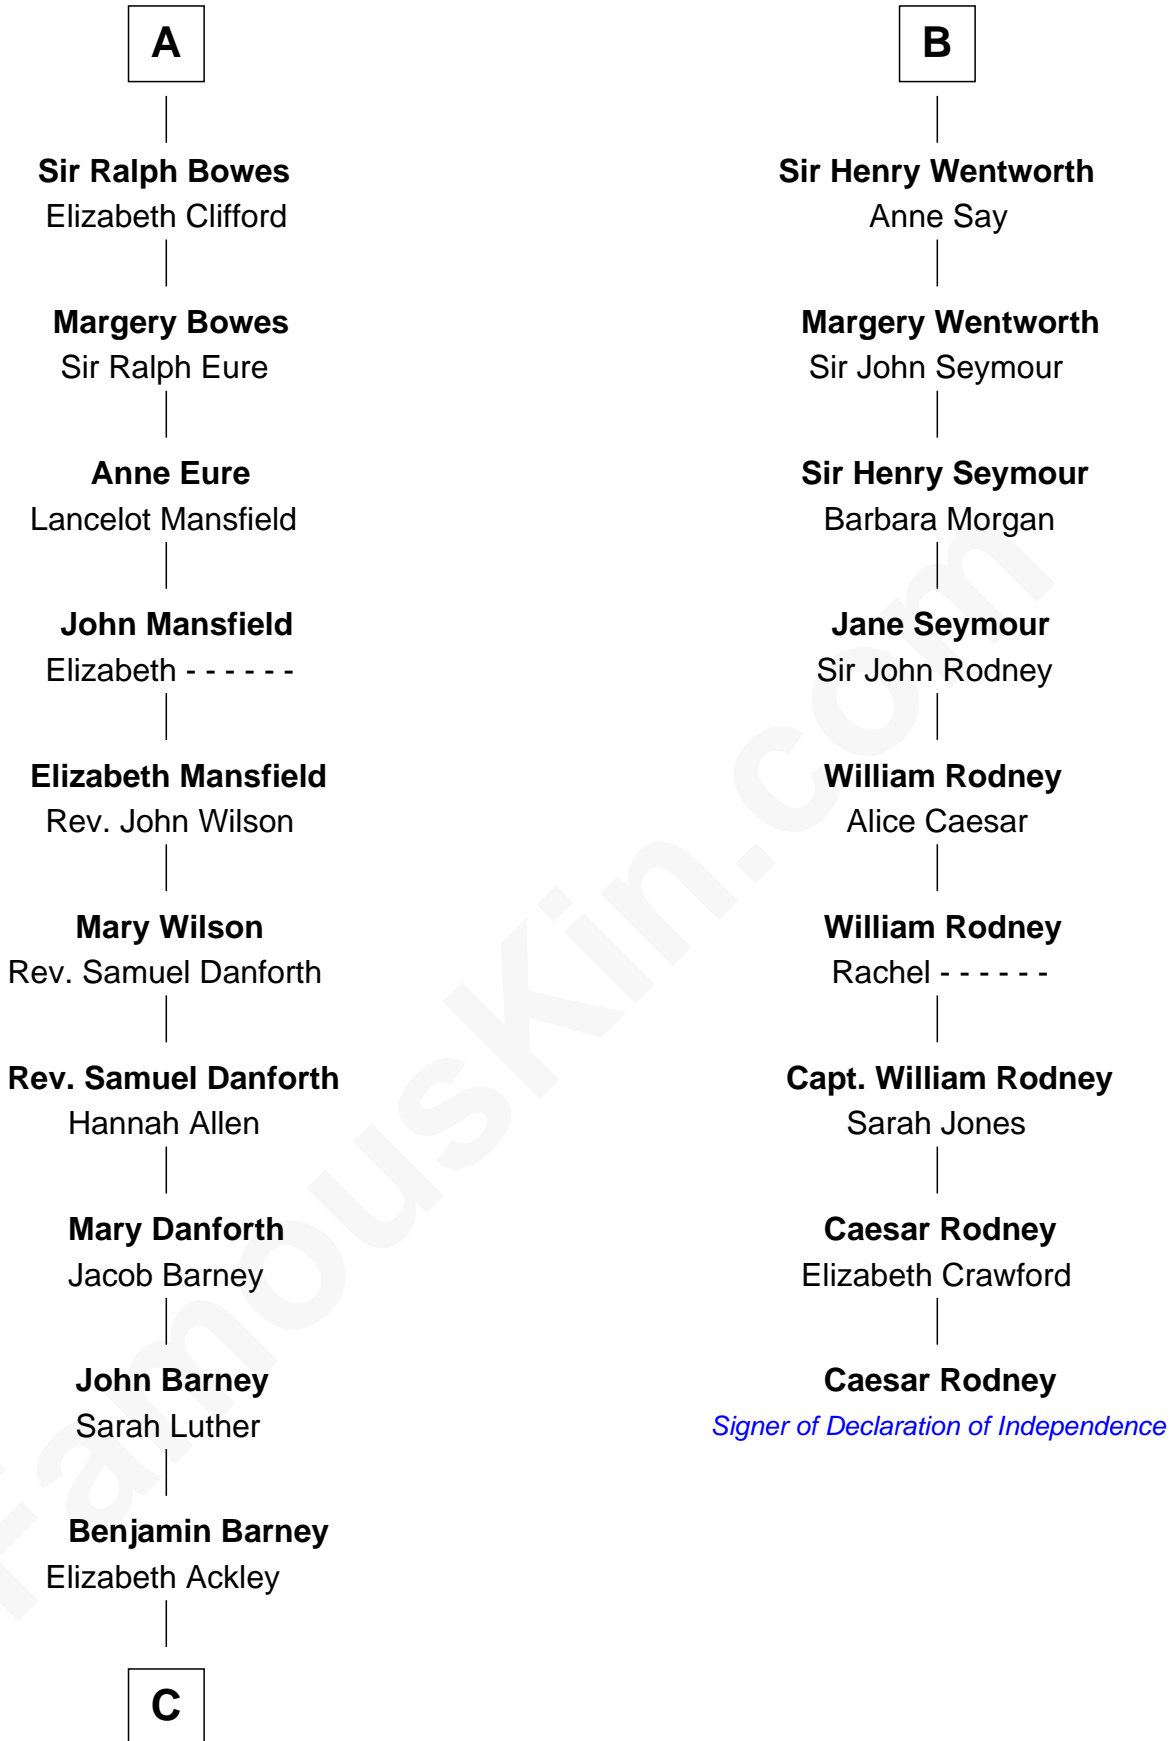 A
Sir Ralph Bowes
Elizabeth Clifford
Margery Bowes
Sir Ralph Eure
Anne Eure
Lancelot Mansfield
John Mansfield
Elizabeth - - - - - -
Elizabeth Mansfield
Rev. John Wilson
Mary Wilson
Rev. Samuel Danforth
Rev. Samuel Danforth
Hannah Allen
Mary Danforth
Jacob Barney
John Barney
Sarah Luther
Benjamin Barney
Elizabeth Ackley
C
B
Sir Henry Wentworth
Anne Say
Margery Wentworth
Sir John Seymour
Sir Henry Seymour
Barbara Morgan
Jane Seymour
Sir John Rodney
William Rodney
Alice Caesar
William Rodney
Rachel - - - - - -
Capt. William Rodney
Sarah Jones
Caesar Rodney
Elizabeth Crawford
Caesar Rodney
Signer of Declaration of Independence
FamousKin.com